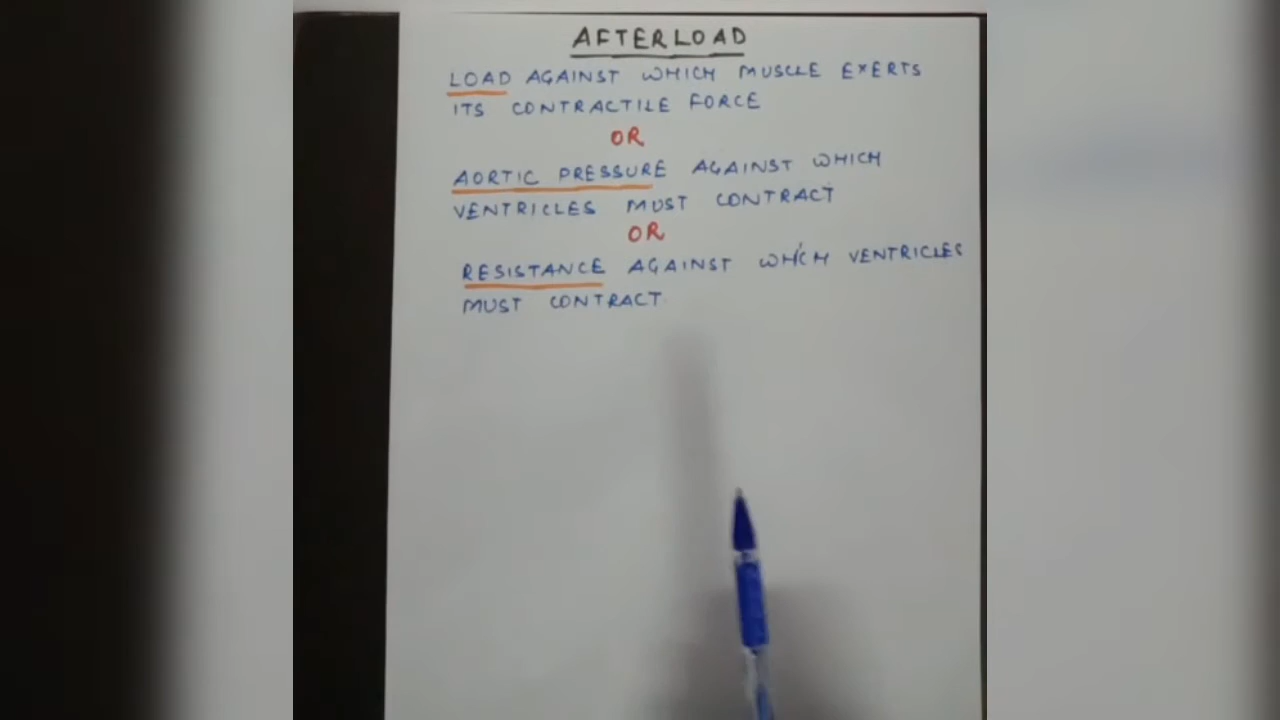 AFTERLOAD
LOAD AGAINST WHICH MUSCLE EXERTS
ITS CONTRACTILE FORCE
OR
AORTIC PRESSURE AGAINST WHICH
VENTRICLES MUST CONTRACT
OR
RESISTANCE AGAINST WHICH VENTRICLES
MUST CONTRACT